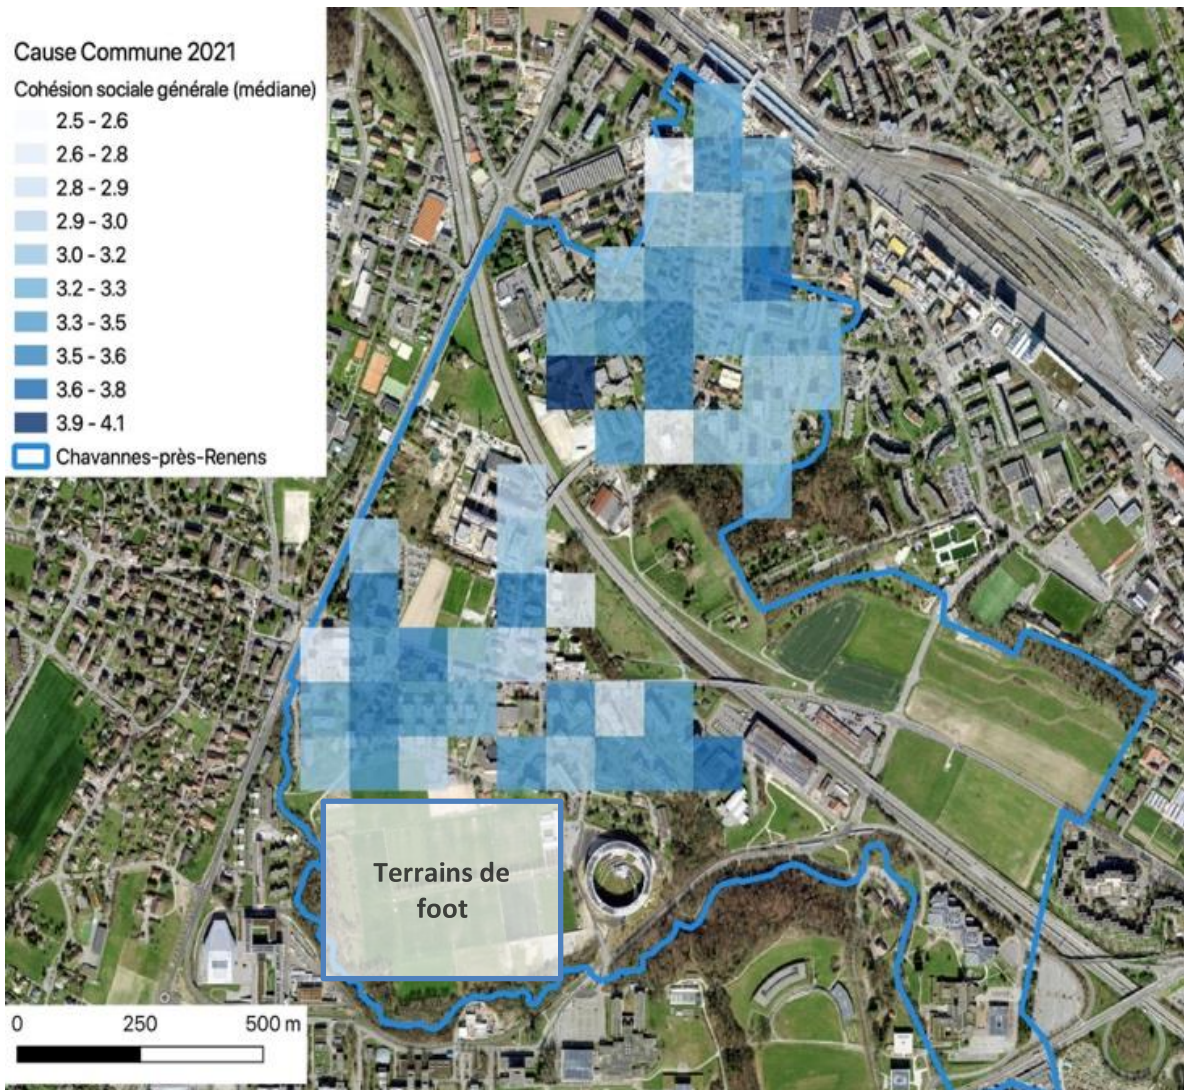 Cause Commune 2021
Cohésion sociale générale (médiane)
2.5 - 2.6
2.6 - 2.8
2.8 - 2.9
2.9 - 3.0
3.0 - 3.2
3.2 - 3.3
3.3 - 3.5
3.5 - 3.6
3.6 - 3.8
3.9 - 4.1
Chavannes-près-Renens
Terrains de
foot
0 250 500 m